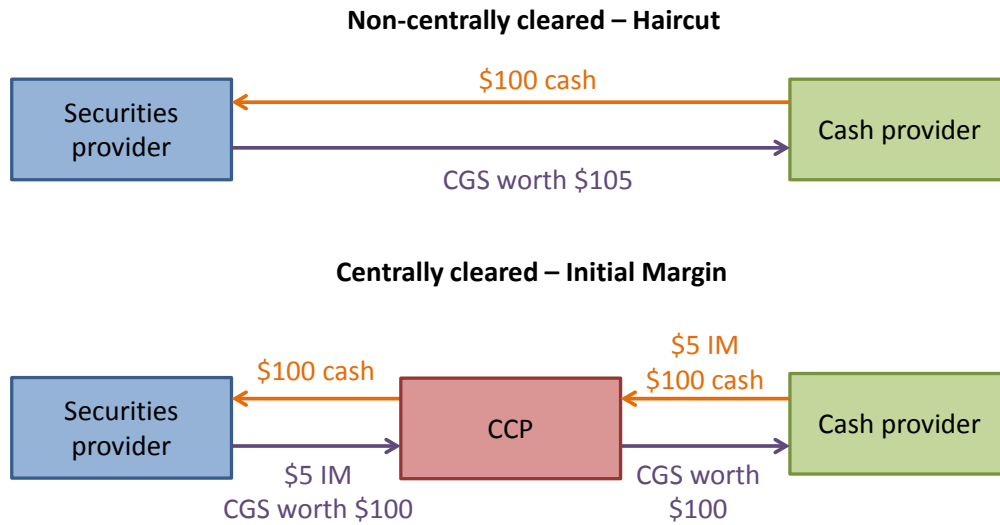 Non-centrally cleared – Haircut
$100 cash
Securities
provider
Cash provider
CGS worth $105
Centrally cleared – Initial Margin
$5 IM
$100 cash
$100 cash
Securities
provider
CCP
Cash provider
$5 IM
CGS worth $100
CGS worth
$100